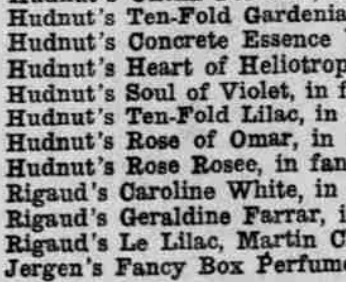 Hudnut's Ten-Fold Gardenia
Hudnut's Concrete Essence
Hudnut's Heart of Heliotrop
Hudnut's Soul of Violet, in f
Hudnut's Ten-Fold Lilac, in
Hudnut's Rose of Omar, in
Hudnut's Rose Rosee, in fan
Rigaud's Caroline White, in
Rigaud's Geraldine Farrar, i
Rigaud's Le Lilac, Martin C
Jergen's Fancy Box Perfume